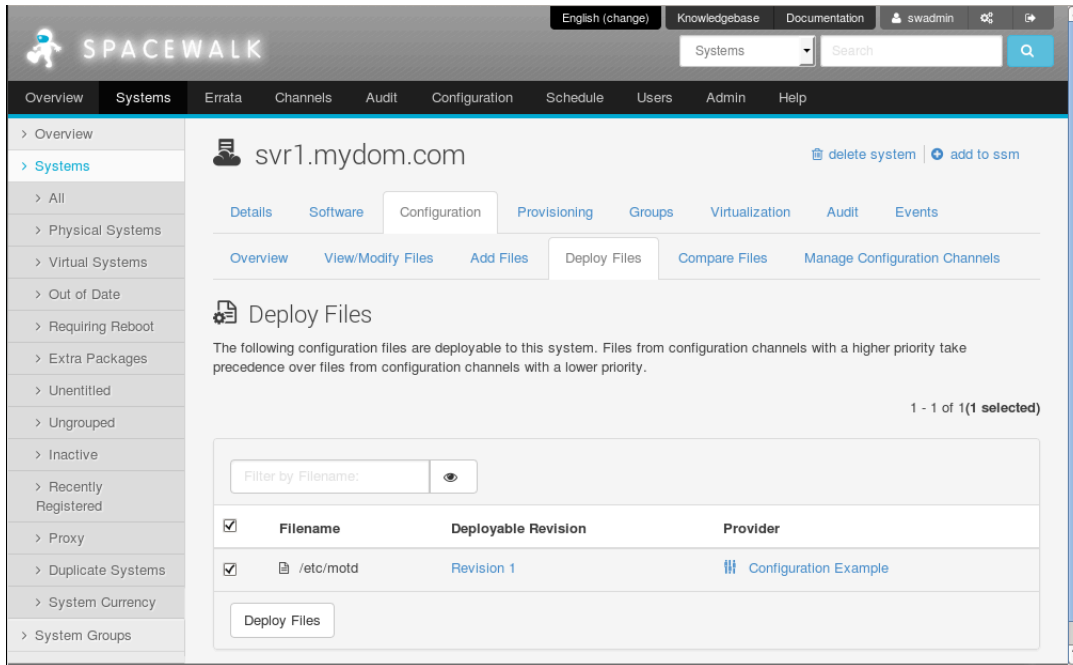 English (change) Knowledgebase Documentation swadmin
SPACEWALK
Systems Search
Overview Systems Errata Channels Audit Configuration Schedule Users Admin Help
> Overview
> Systems
> All
> Physical Systems
> Virtual Systems
> Out of Date
> Requiring Reboot
> Extra Packages
> Unentitled
> Ungrouped
> Inactive
> Recently
Registered
> Proxy
> Duplicate Systems
> System Currency
> System Groups
svr1.mydom.com
delete system | add to ssm
Details Software Configuration Provisioning Groups Virtualization Audit Events
Overview View/Modify Files Add Files Deploy Files Compare Files Manage Configuration Channels
Deploy Files
The following configuration files are deployable to this system. Files from configuration channels with a higher priority take
precedence over files from configuration channels with a lower priority.
1 - 1 of 1(1 selected)
Filter by Filename:
Filename Deployable Revision Provider
/etc/motd Revision 1 Configuration Example
Deploy Files